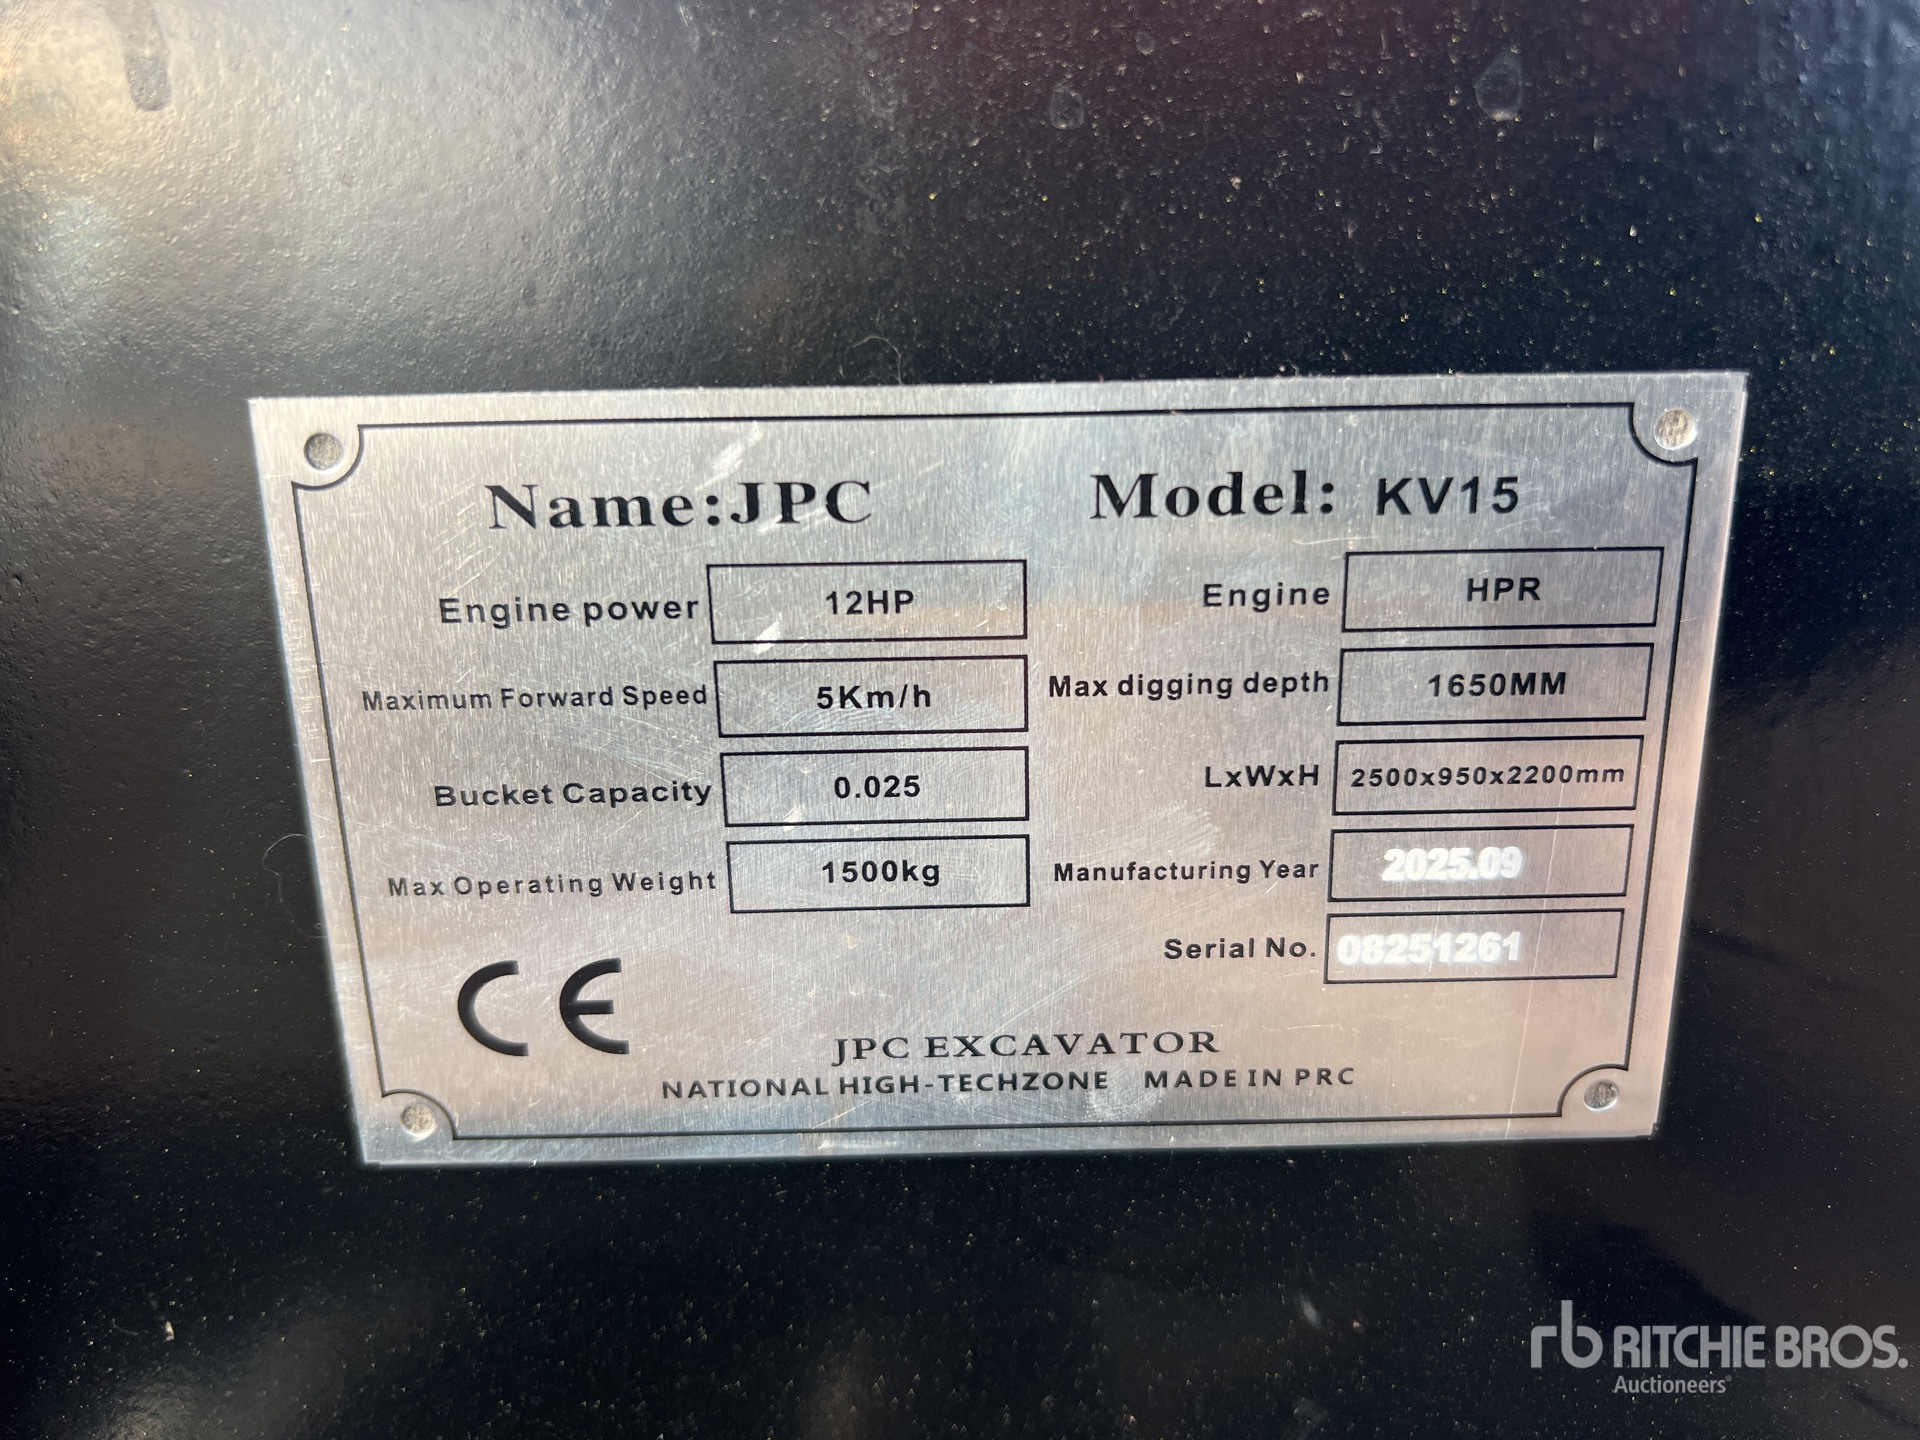 Name:JPC Model: KV15
Engine power 12HP Engine HPR
Maximum Forward Speed 5Km/h Max digging depth 1650MM
Bucket Capacity 0.025 LxWxH 2500x950x2200mm
Max Operating Weight 1500kg Manufacturing Year 2025.09
Serial No. 08251261
CE
JPC EXCAVATOR
NATIONAL HIGH-TECHZONE MADE IN PRC
rb RITCHIE BROS.
Auctioneers